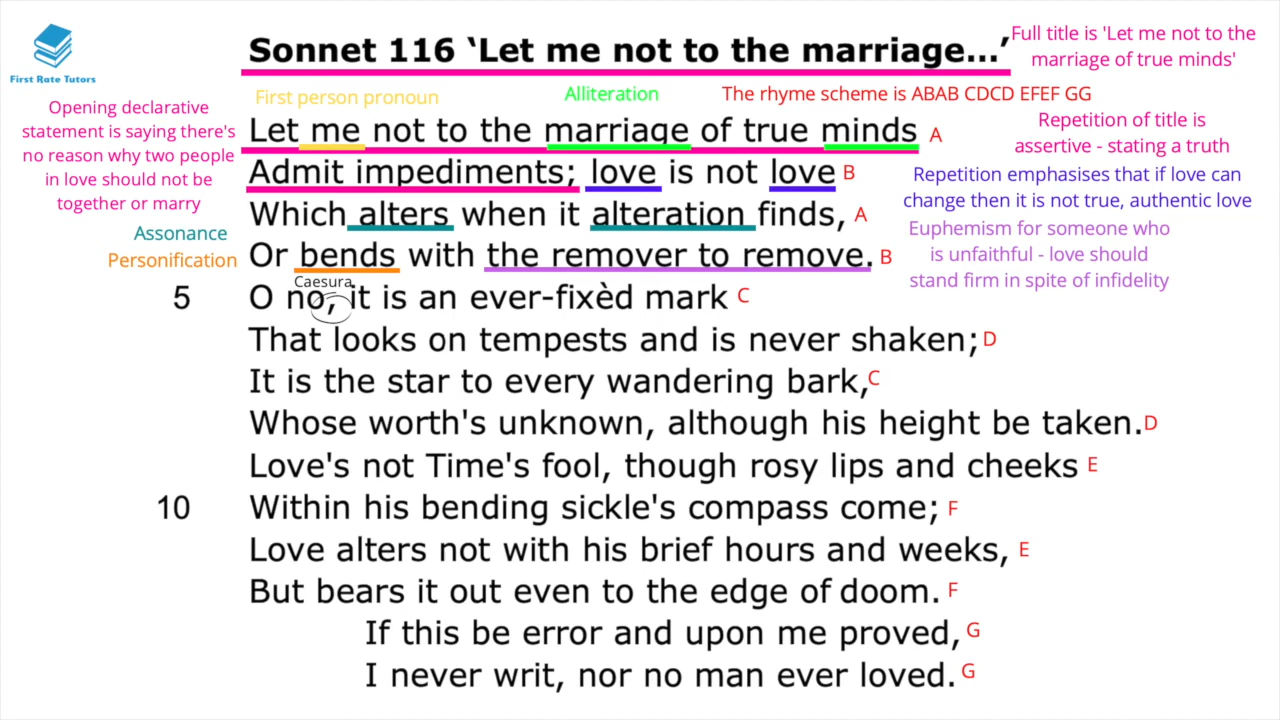 First Rate Tutors
Sonnet 116 ‘Let me not to the marriage...’
Full title is 'Let me not to the
marriage of true minds'
First person pronoun
Alliteration
The rhyme scheme is ABAB CDCD EFEF GG
Opening declarative
statement is saying there's
no reason why two people
in love should not be
together or marry
Let me not to the marriage of true minds A
Repetition of title is
assertive - stating a truth
Admit impediments; love is not love B
Repetition emphasises that if love can
change then it is not true, authentic love
Which alters when it alteration finds, A
Assonance
Euphemism for someone who
is unfaithful - love should
stand firm in spite of infidelity
Personification
Or bends with the remover to remove. B
Caesura
5 O no, it is an ever-fixèd mark C
That looks on tempests and is never shaken; D
It is the star to every wandering bark, C
Whose worth's unknown, although his height be taken. D
Love's not Time's fool, though rosy lips and cheeks E
10 Within his bending sickle's compass come; F
Love alters not with his brief hours and weeks, E
But bears it out even to the edge of doom. F
If this be error and upon me proved, G
I never writ, nor no man ever loved. G